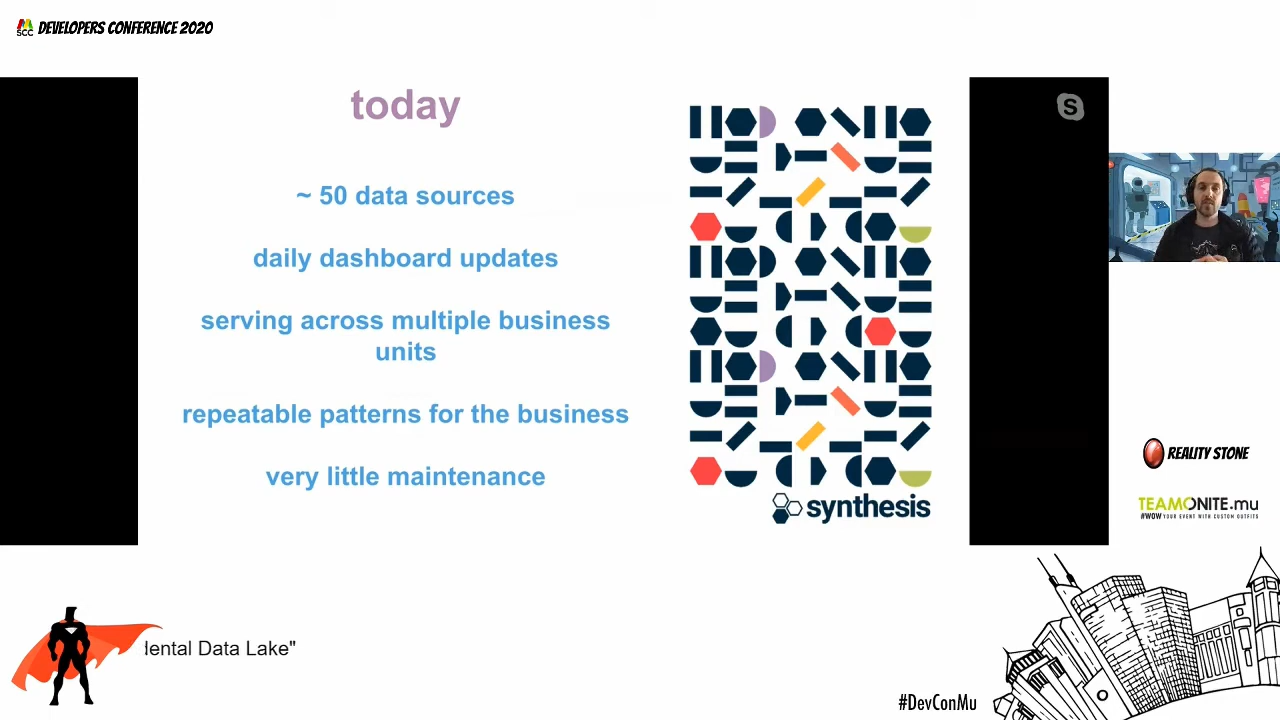 MSCC DEVELOPERS CONFERENCE 2020
today
~ 50 data sources
daily dashboard updates
serving across multiple business
units
repeatable patterns for the business
very little maintenance
synthesis
S
REALITY STONE
TEAMONITE.mu
#WOW YOUR EVENT WITH CUSTOM OUTFITS
Data Lake"
#DevConMu